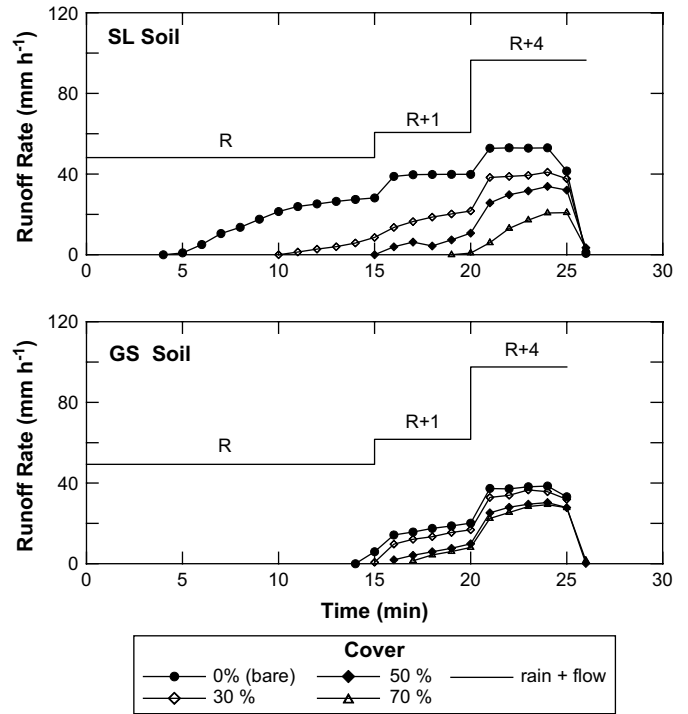 120
SL Soil
R+4
80
R+1
R
40
0
0 5 10 15 20 25 30
Runoff Rate (mm h-1)
120
GS Soil
R+4
80
R+1
R
40
0
0 5 10 15 20 25 30
Runoff Rate (mm h-1)
Time (min)
Cover
0% (bare) 50 % rain + flow
30 % 70 %